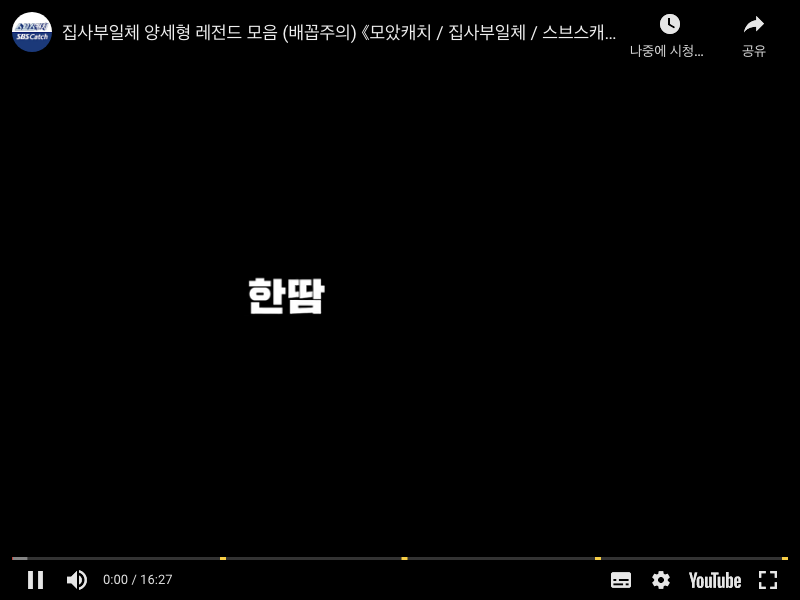 집사부일체 양세형 레전드 모음 (배꼽주의) 《모았캐치 / 집사부일체 / 스브스캐...
나중에 시청...
공유
SBS Catch
한땀
0:00 / 16:27
YouTube